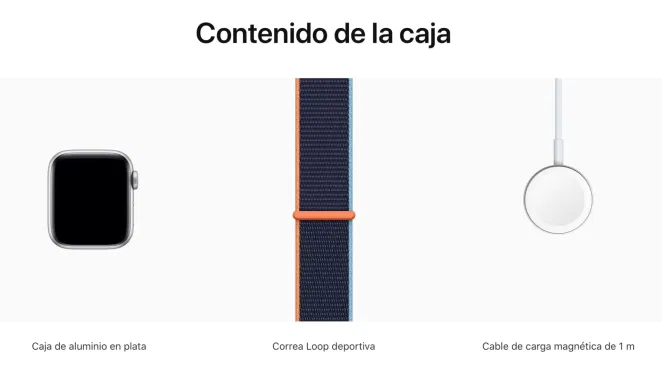 Contenido de la caja
Caja de aluminio en plata
Correa Loop deportiva
Cable de carga magnética de 1 m